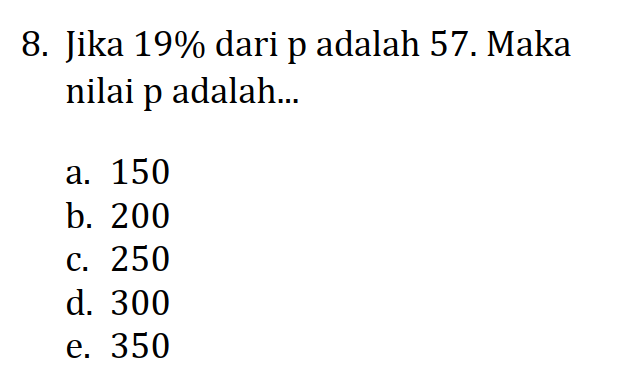 8. Jika 19% dari p adalah 57. Maka
nilai p adalah...
a. 150
b. 200
c. 250
d. 300
e. 350